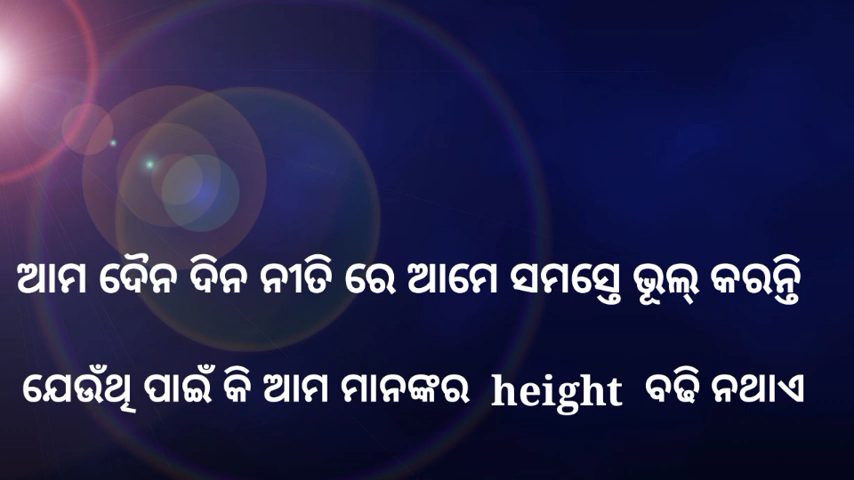 ଆମ ଦୈନ ଦିନ ନୀତି ରେ ଆମେ ସମସ୍ତେ ଭୂଲ୍ କରନ୍ତି
ଯେଉଁଥି ପାଇଁ କି ଆମ ମାନଙ୍କର height ବଢି ନଥାଏ